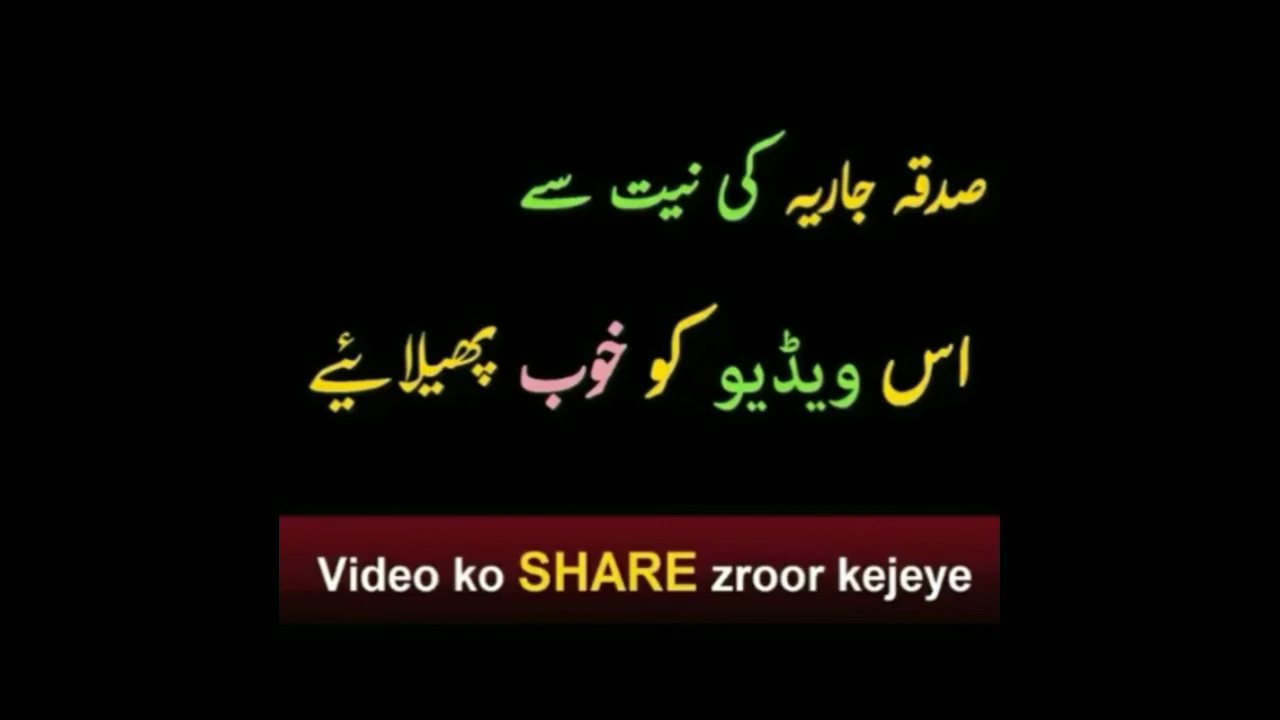 صدقہ جاریہ کی نیت سے
اس ویڈیو کو خوب پھیلائیے
Video ko SHARE zroor kejeye